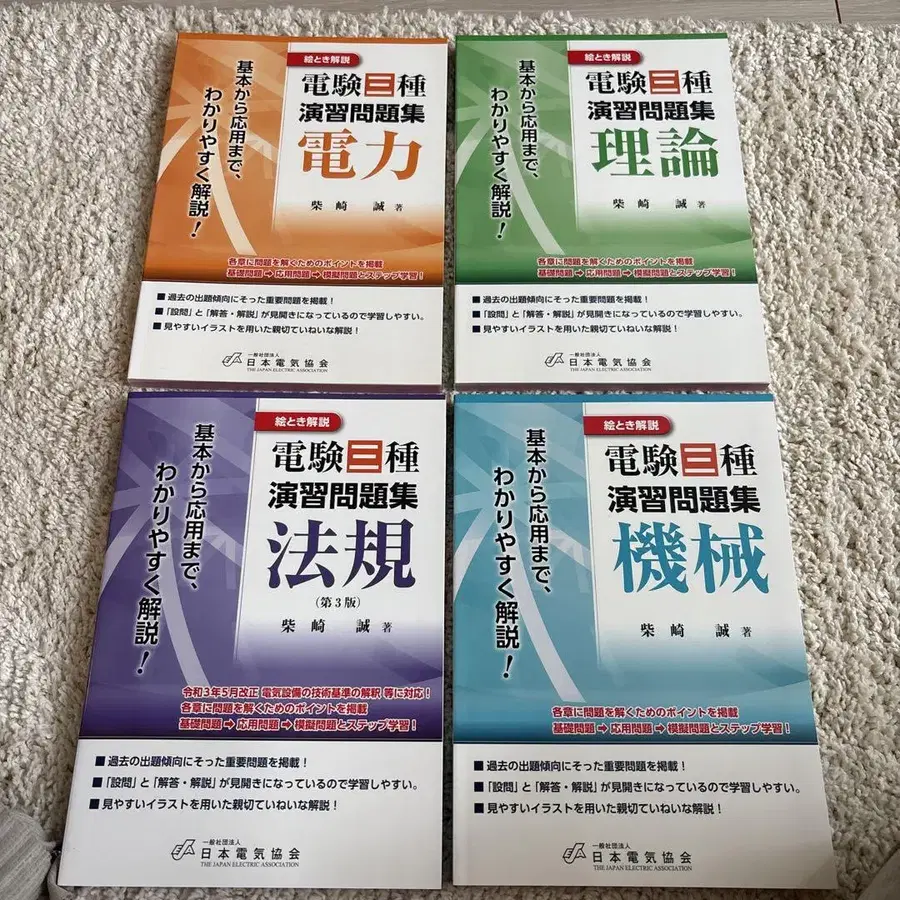 絵とき解説
電験三種
演習問題集
電力
柴崎 誠 著
基本から応用まで、
わかりやすく解説！
各章に問題を解くためのポイントを掲載
基礎問題➡応用問題➡模擬問題とステップ学習！
■過去の出題傾向にそった重要問題を掲載！
■「設問」と「解答・解説」が見開きになっているので学習しやすい。
■見やすいイラストを用いた親切ていねいな解説！
一般社団法人
日本電気協会
THE JAPAN ELECTRIC ASSOCIATION
絵とき解説
電験三種
演習問題集
理論
柴崎 誠 著
基本から応用まで、
わかりやすく解説！
各章に問題を解くためのポイントを掲載
基礎問題➡応用問題➡模擬問題とステップ学習！
■過去の出題傾向にそった重要問題を掲載！
■「設問」と「解答・解説」が見開きになっているので学習しやすい。
■見やすいイラストを用いた親切ていねいな解説！
一般社団法人
日本電気協会
THE JAPAN ELECTRIC ASSOCIATION
絵とき解説
電験三種
演習問題集
法規
（第3版）
柴崎 誠 著
基本から応用まで、
わかりやすく解説！
令和3年5月改正 電気設備の技術基準の解釈 等に対応！
各章に問題を解くためのポイントを掲載
基礎問題➡応用問題➡模擬問題とステップ学習！
■過去の出題傾向にそった重要問題を掲載！
■「設問」と「解答・解説」が見開きになっているので学習しやすい。
■見やすいイラストを用いた親切ていねいな解説！
一般社団法人
日本電気協会
THE JAPAN ELECTRIC ASSOCIATION
絵とき解説
電験三種
演習問題集
機械
柴崎 誠 著
基本から応用まで、
わかりやすく解説！
各章に問題を解くためのポイントを掲載
基礎問題➡応用問題➡模擬問題とステップ学習！
■過去の出題傾向にそった重要問題を掲載！
■「設問」と「解答・解説」が見開きになっているので学習しやすい。
■見やすいイラストを用いた親切ていねいな解説！
一般社団法人
日本電気協会
THE JAPAN ELECTRIC ASSOCIATION